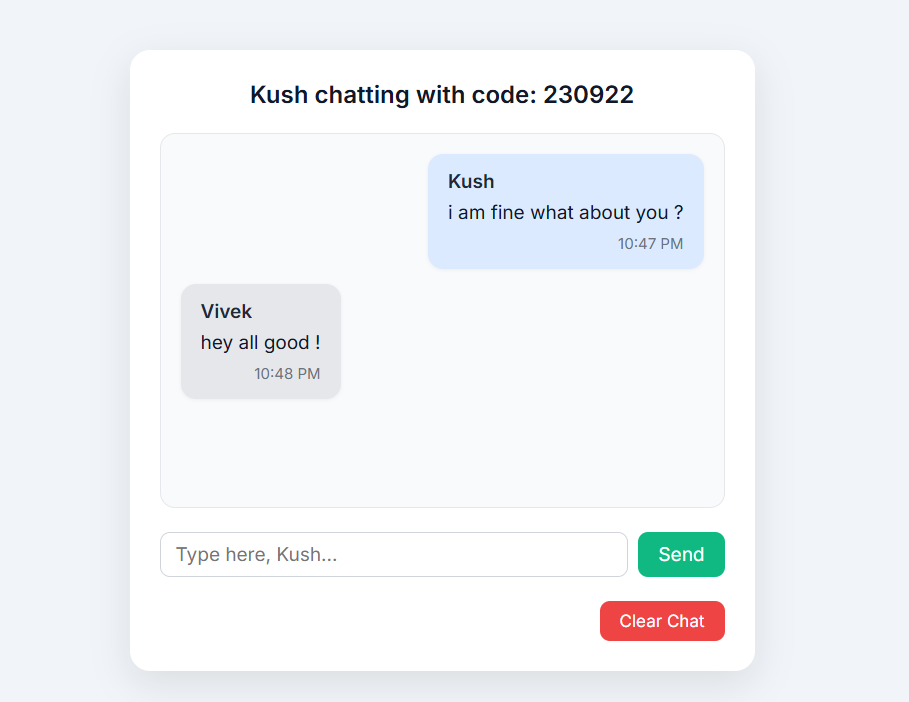 Kush chatting with code: 230922
Kush
i am fine what about you ?
10:47 PM
Vivek
hey all good !
10:48 PM
Type here, Kush...
Send
Clear Chat